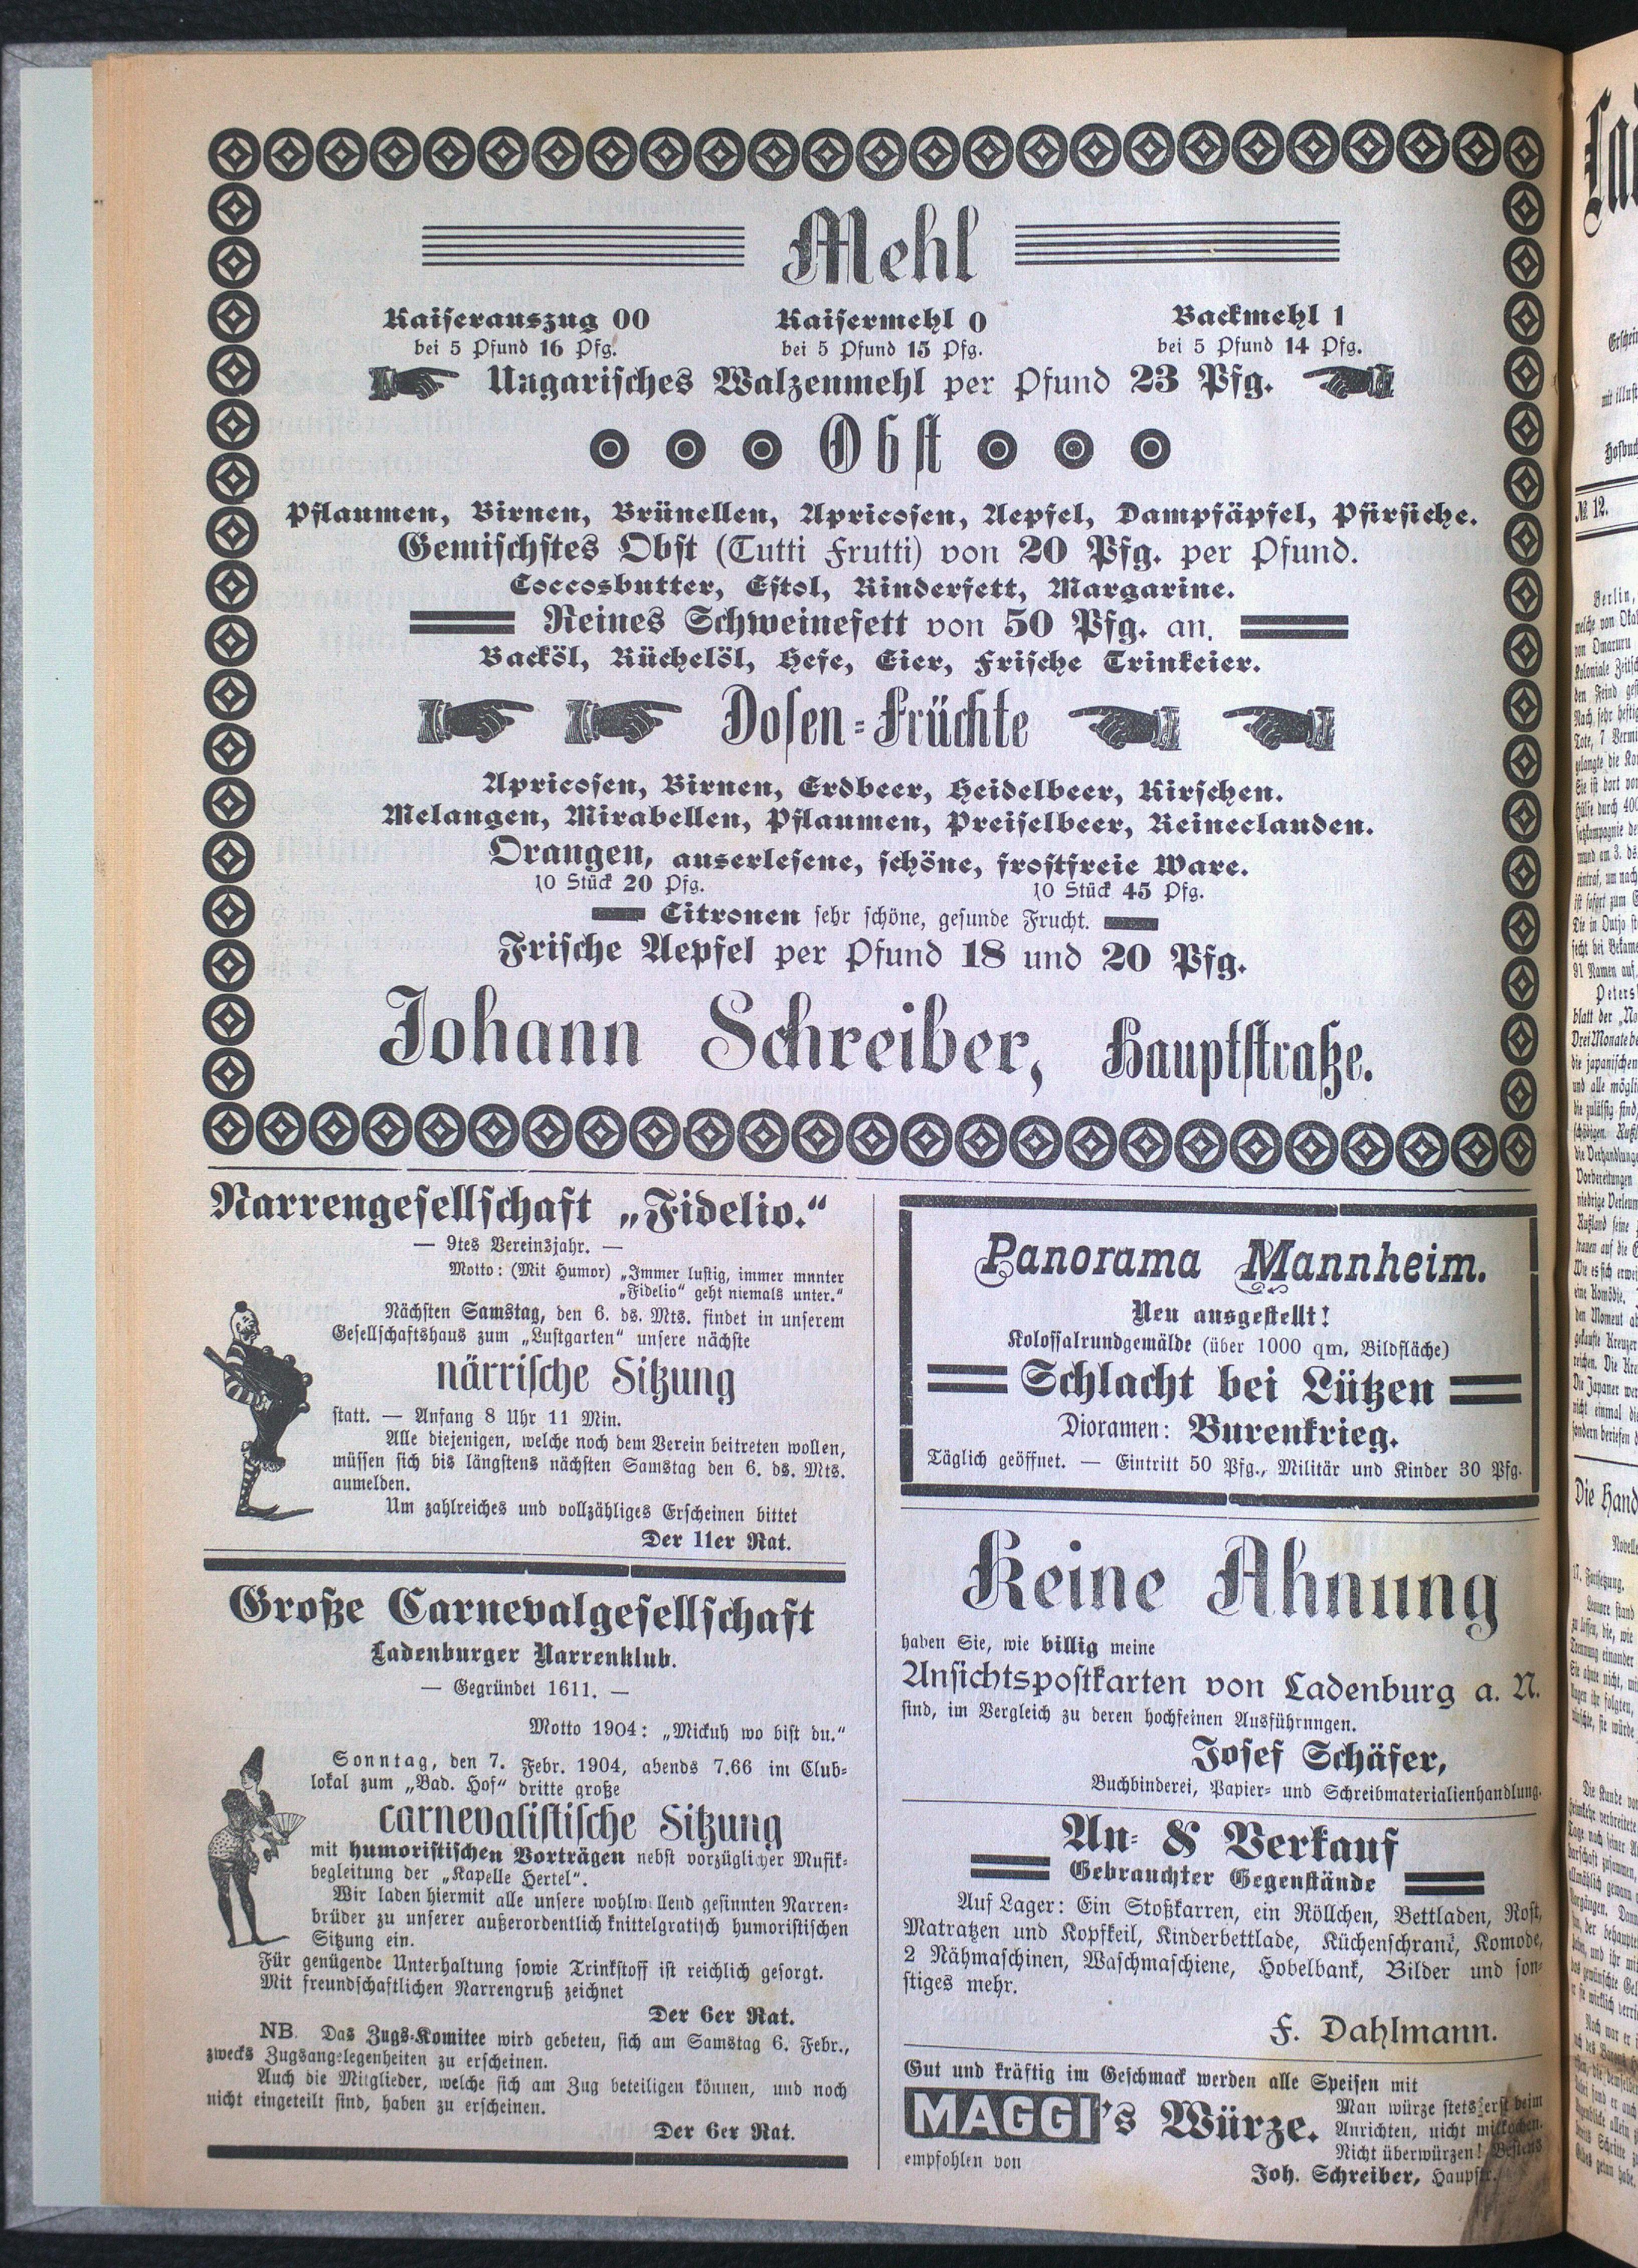 Mehl
Kaiserauszug 00
bei 5 Pfund 16 Pfg.
Kaisermehl 0
bei 5 Pfund 15 Pfg.
Backmehl 1
bei 5 Pfund 14 Pfg.
Ungarisches Walzenmehl per Pfund 23 Pfg.
Obst
Pflaumen, Birnen, Brünellen, Apricosen, Aepfel, Dampfäpfel, Pfirsiche.
Gemischtes Obst (Tutti Frutti) von 20 Pfg. per Pfund.
Coccosbutter, Estol, Rinderfett, Margarine.
Reines Schweinefett von 50 Pfg. an.
Backöl, Küchelöl, Hefe, Eier, Frische Trinkeier.
Dosen-Früchte
Apricosen, Birnen, Erdbeer, Heidelbeer, Kirschen.
Melangen, Mirabellen, Pflaumen, Preiselbeer, Reineclauden.
Orangen, auserlesene, schöne, frostfreie Ware.
10 Stück 20 Pfg. 10 Stück 45 Pfg.
Citronen sehr schöne, gesunde Frucht.
Frische Aepfel per Pfund 18 und 20 Pfg.
Johann Schreiber, Hauptstraße.
Narrengesellschaft „Fidelio.“
— 9tes Vereinsjahr. —
Motto: (Mit Humor) „Immer lustig, immer mnnter
„Fidelio“ geht niemals unter.“
Nächsten Samstag, den 6. ds. Mts. findet in unserem
Gesellschaftshaus zum „Lustgarten“ unsere nächste
närrische Sitzung
statt. — Anfang 8 Uhr 11 Min.
Alle diejenigen, welche noch dem Verein beitreten wollen,
müssen sich bis längstens nächsten Samstag den 6. ds. Mts.
anmelden.
Um zahlreiches und vollzähliges Erscheinen bittet
Der 11er Rat.
Große Carnevalgesellschaft
Ladenburger Narrenklub.
— Gegründet 1611. —
Motto 1904: „Mickuh wo bist du.“
Sonntag, den 7. Febr. 1904, abends 7.66 im Club-
lokal zum „Bad. Hof“ dritte große
carnevalistische Sitzung
mit humoristischen Vorträgen nebst vorzüglicher Musik-
begleitung der „Kapelle Hertel“.
Wir laden hiermit alle unsere wohlwollend gesinnten Narren-
brüder zu unserer außerordentlich knittelgratisch humoristischen
Sitzung ein.
Für genügende Unterhaltung sowie Trinkstoff ist reichlich gesorgt.
Mit freundschaftlichen Narrengruß zeichnet
Der 6er Rat.
NB. Das Zugs-Komitee wird gebeten, sich am Samstag 6. Febr.,
zwecks Zugsangelegenheiten zu erscheinen.
Auch die Mitglieder, welche sich am Zug beteiligen können, und noch
nicht eingeteilt sind, haben zu erscheinen.
Der 6er Rat.
Panorama Mannheim.
Neu ausgestellt!
Kolossalrundgemälde (über 1000 qm, Bildfläche)
Schlacht bei Lützen
Dioramen: Burenkrieg.
Täglich geöffnet. — Eintritt 50 Pfg., Militär und Kinder 30 Pfg.
Keine Ahnung
haben Sie, wie billig meine
Ansichtspostkarten von Ladenburg a. N.
sind, im Vergleich zu deren hochfeinen Ausführnngen.
Josef Schäfer,
Buchbinderei, Papier- und Schreibmaterialienhandlung.
An- & Verkauf
Gebrauchter Gegenstände
Auf Lager: Ein Stoßkarren, ein Röllchen, Bettladen, Rost,
Matratzen und Kopfkeil, Kinderbettlade, Küchenschrank, Komode,
2 Nähmaschinen, Waschmaschiene, Hobelbank, Bilder und son-
stiges mehr.
F. Dahlmann.
Gut und kräftig im Geschmack werden alle Speisen mit
MAGGI's Würze.
Man würze stets erst beim
Anrichten, nicht mitkochen.
Nicht überwürzen! Bestens
empfohlen von
Joh. Schreiber, Hauptstr.
№ 12.